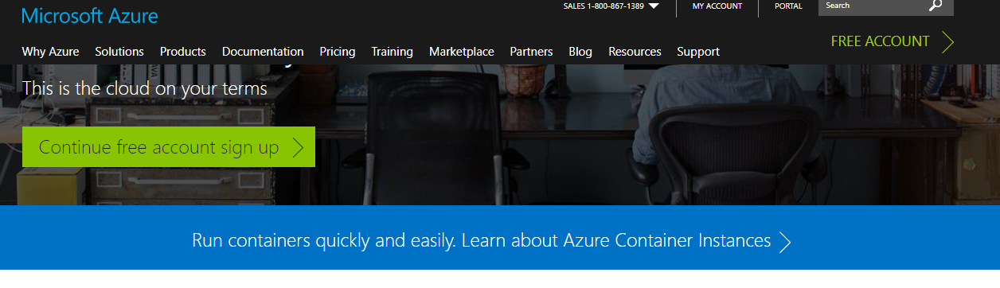 Microsoft Azure
SALES 1-800-867-1389
MY ACCOUNT
PORTAL
Search
FREE ACCOUNT
Why Azure Solutions Products Documentation Pricing Training Marketplace Partners Blog Resources Support
This is the cloud on your terms
Continue free account sign up
Run containers quickly and easily. Learn about Azure Container Instances